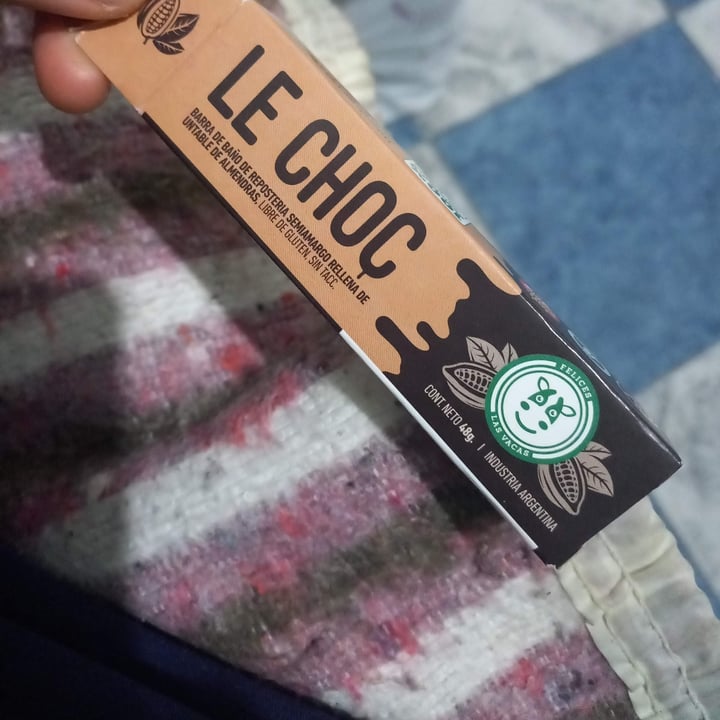 LE CHOÇ
BARRA DE BAÑO DE REPOSTERIA SEMIAMARGO RELLENA DE
UNTABLE DE ALMENDRAS, LIBRE DE GLUTEN, SIN TACC.
CONT. NETO 48g. | INDUSTRIA ARGENTINA
FELICES
LAS VACAS